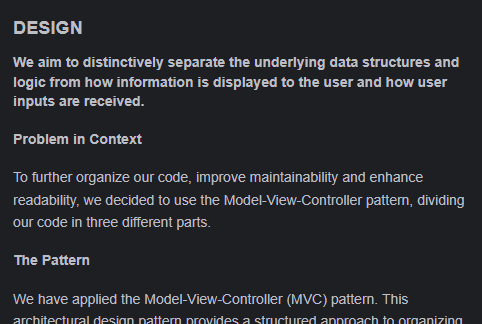 DESIGN
We aim to distinctively separate the underlying data structures and
logic from how information is displayed to the user and how user
inputs are received.
Problem in Context
To further organize our code, improve maintainability and enhance
readability, we decided to use the Model-View-Controller pattern, dividing
our code in three different parts.
The Pattern
We have applied the Model-View-Controller (MVC) pattern. This
architectural design pattern provides a structured approach to organizing